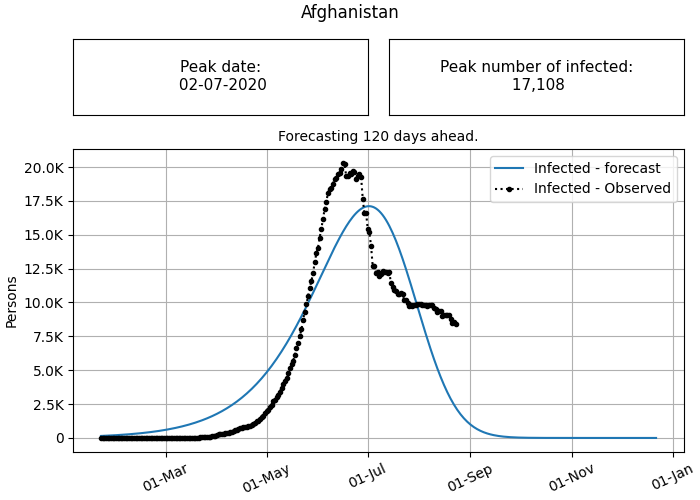 Afghanistan
Peak date:
02-07-2020
Peak number of infected:
17,108
Forecasting 120 days ahead.
Infected - forecast
Infected - Observed
20.0K
17.5K
15.0K
12.5K
10.0K
7.5K
5.0K
2.5K
0
Persons
01-Mar
01-May
01-Jul
01-Sep
01-Nov
01-Jan